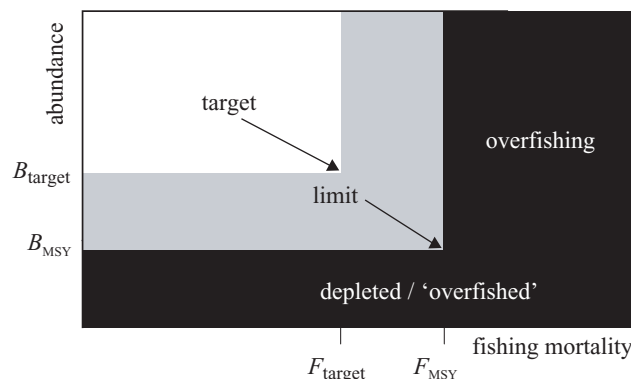 abundance
target
overfishing
B_target
limit
B_MSY
depleted / ‘overfished’
fishing mortality
F_target F_MSY